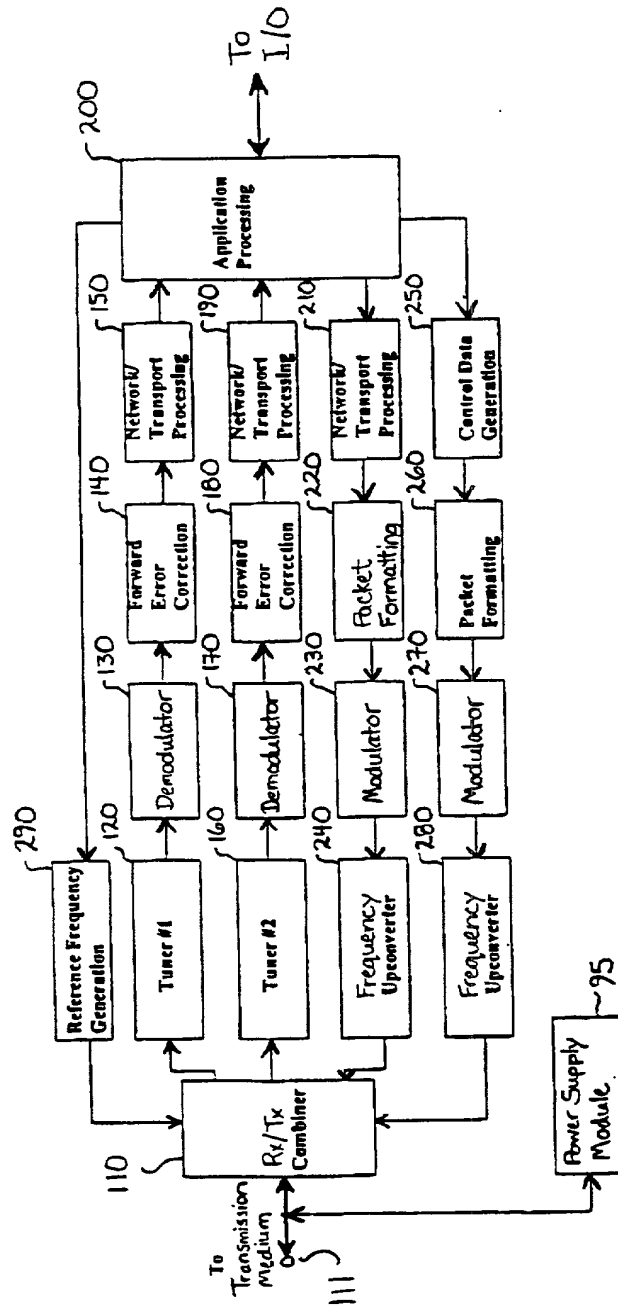 To
Transmission
Medium
111
110
Rx/Tx
Combiner
290
Reference Frequency
Generation
120
Tuner #1
130
Demodulator
140
Forward
Error
Correction
150
Network/
Transport
Processing
160
Tuner #2
170
Demodulator
180
Forward
Error
Correction
190
Network/
Transport
Processing
200
Application
Processing
To
I/O
240
Frequency
Upconverter
230
Modulator
220
Packet
Formatting
210
Network/
Transport
Processing
280
Frequency
Upconverter
270
Modulator
260
Packet
Formatting
250
Control Data
Generation
Power Supply
Module
95